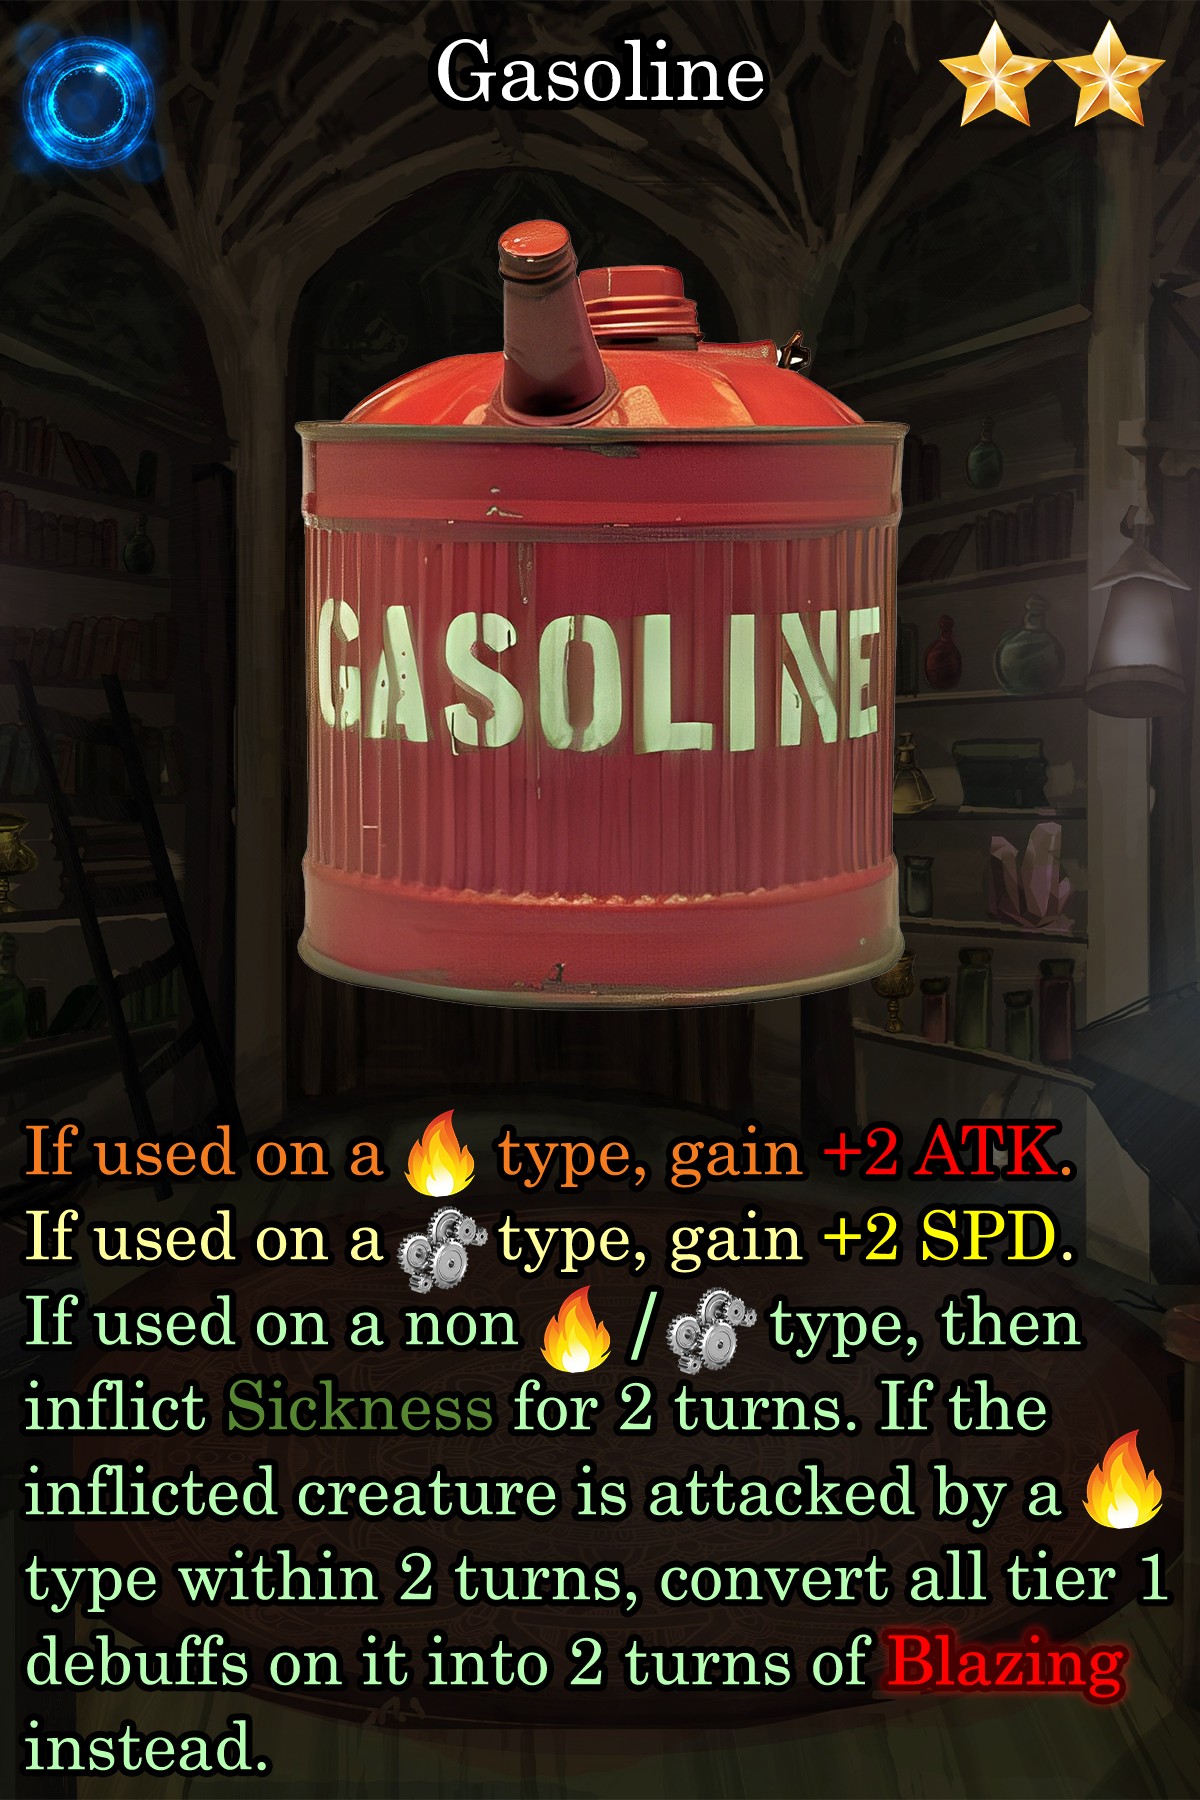 Gasoline
GASOLINE
If used on a 🔥 type, gain +2 ATK.
If used on a ⚙️ type, gain +2 SPD.
If used on a non 🔥/⚙️ type, then
inflict Sickness for 2 turns. If the
inflicted creature is attacked by a 🔥
type within 2 turns, convert all tier 1
debuffs on it into 2 turns of Blazing
instead.